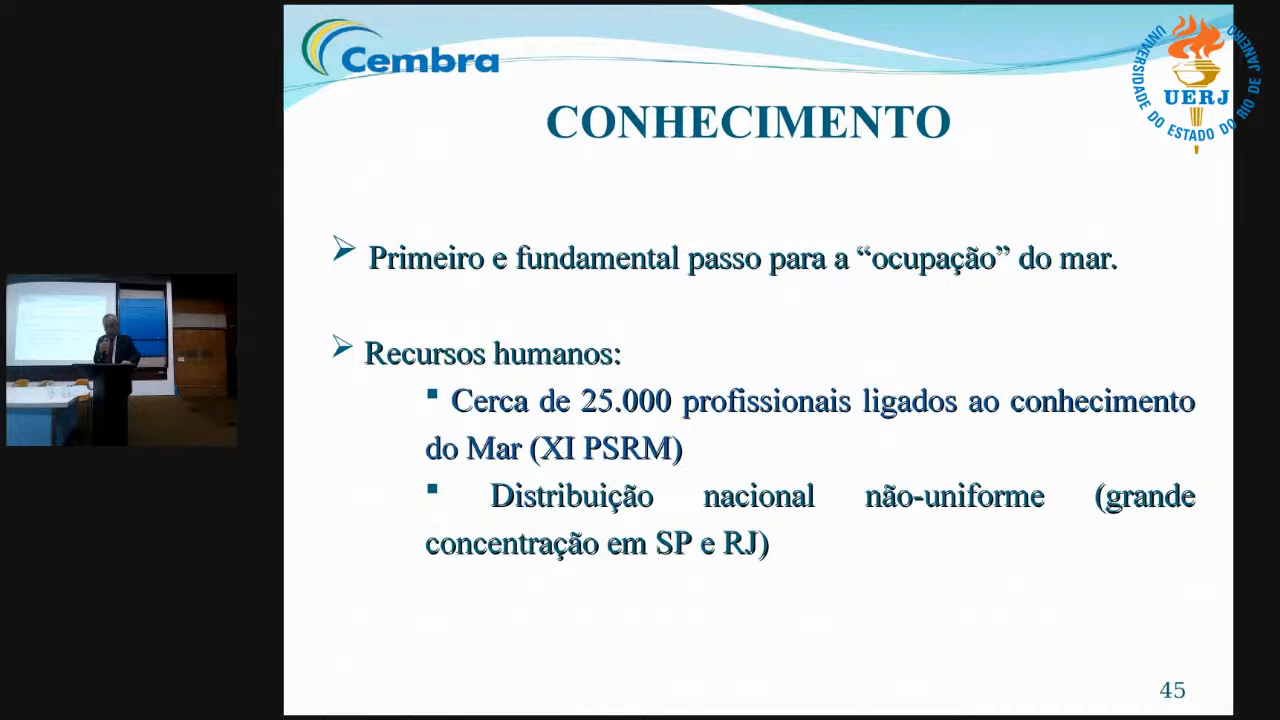 Cembra
UNIVERSIDADE DO ESTADO DO RIO DE JANEIRO
UERJ
CONHECIMENTO
Primeiro e fundamental passo para a “ocupação” do mar.
Recursos humanos:
Cerca de 25.000 profissionais ligados ao conhecimento
do Mar (XI PSRM)
Distribuição nacional não-uniforme (grande
concentração em SP e RJ)
45